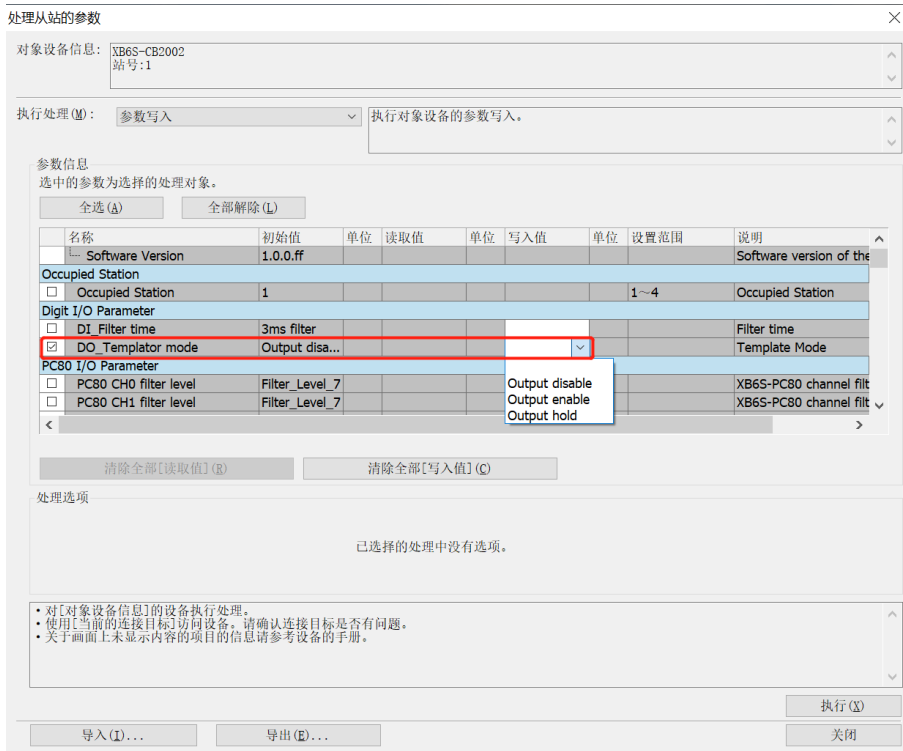 处理从站的参数
对象设备信息: XB6S-CB2002
站号:1
执行处理(M): 参数写入 执行对象设备的参数写入。
参数信息
选中的参数为选择的处理对象。
全选(A) 全部解除(L)
名称 初始值 单位 读取值 单位 写入值 单位 设置范围 说明
Software Version 1.0.0.ff Software version of the
Occupied Station
Occupied Station 1 1～4 Occupied Station
Digit I/O Parameter
DI_Filter time 3ms filter Filter time
DO_Templator mode Output disa... Template Mode
PC80 I/O Parameter
PC80 CH0 filter level Filter_Level_7 XB6S-PC80 channel filt
PC80 CH1 filter level Filter_Level_7 XB6S-PC80 channel filt
Output disable
Output enable
Output hold
清除全部[读取值](R) 清除全部[写入值](C)
处理选项
已选择的处理中没有选项。
・对[对象设备信息]的设备执行处理。
・使用[当前的连接目标]访问设备。请确认连接目标是否有问题。
・关于画面上未显示内容的项目的信息请参考设备的手册。
执行(X)
导入(I)... 导出(E)... 关闭